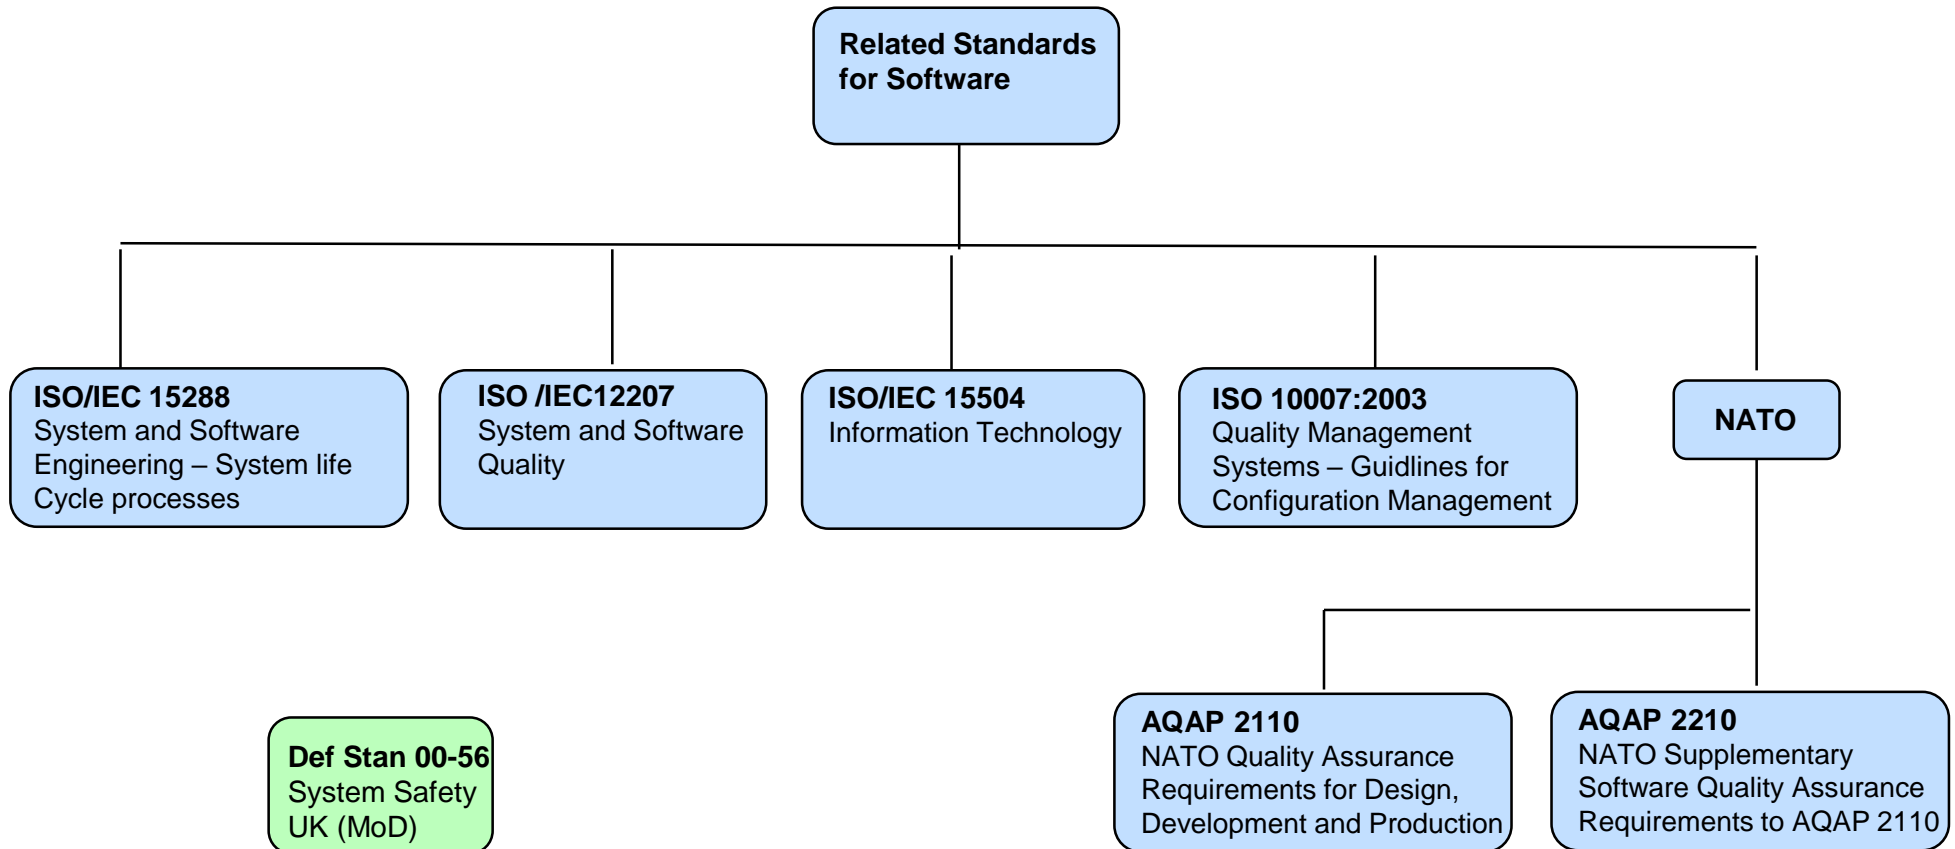 Related Standards
for Software
ISO/IEC 15288
System and Software
Engineering – System life
Cycle processes
ISO /IEC12207
System and Software
Quality
ISO/IEC 15504
Information Technology
ISO 10007:2003
Quality Management
Systems – Guidlines for
Configuration Management
NATO
Def Stan 00-56
System Safety
UK (MoD)
AQAP 2110
NATO Quality Assurance
Requirements for Design,
Development and Production
AQAP 2210
NATO Supplementary
Software Quality Assurance
Requirements to AQAP 2110